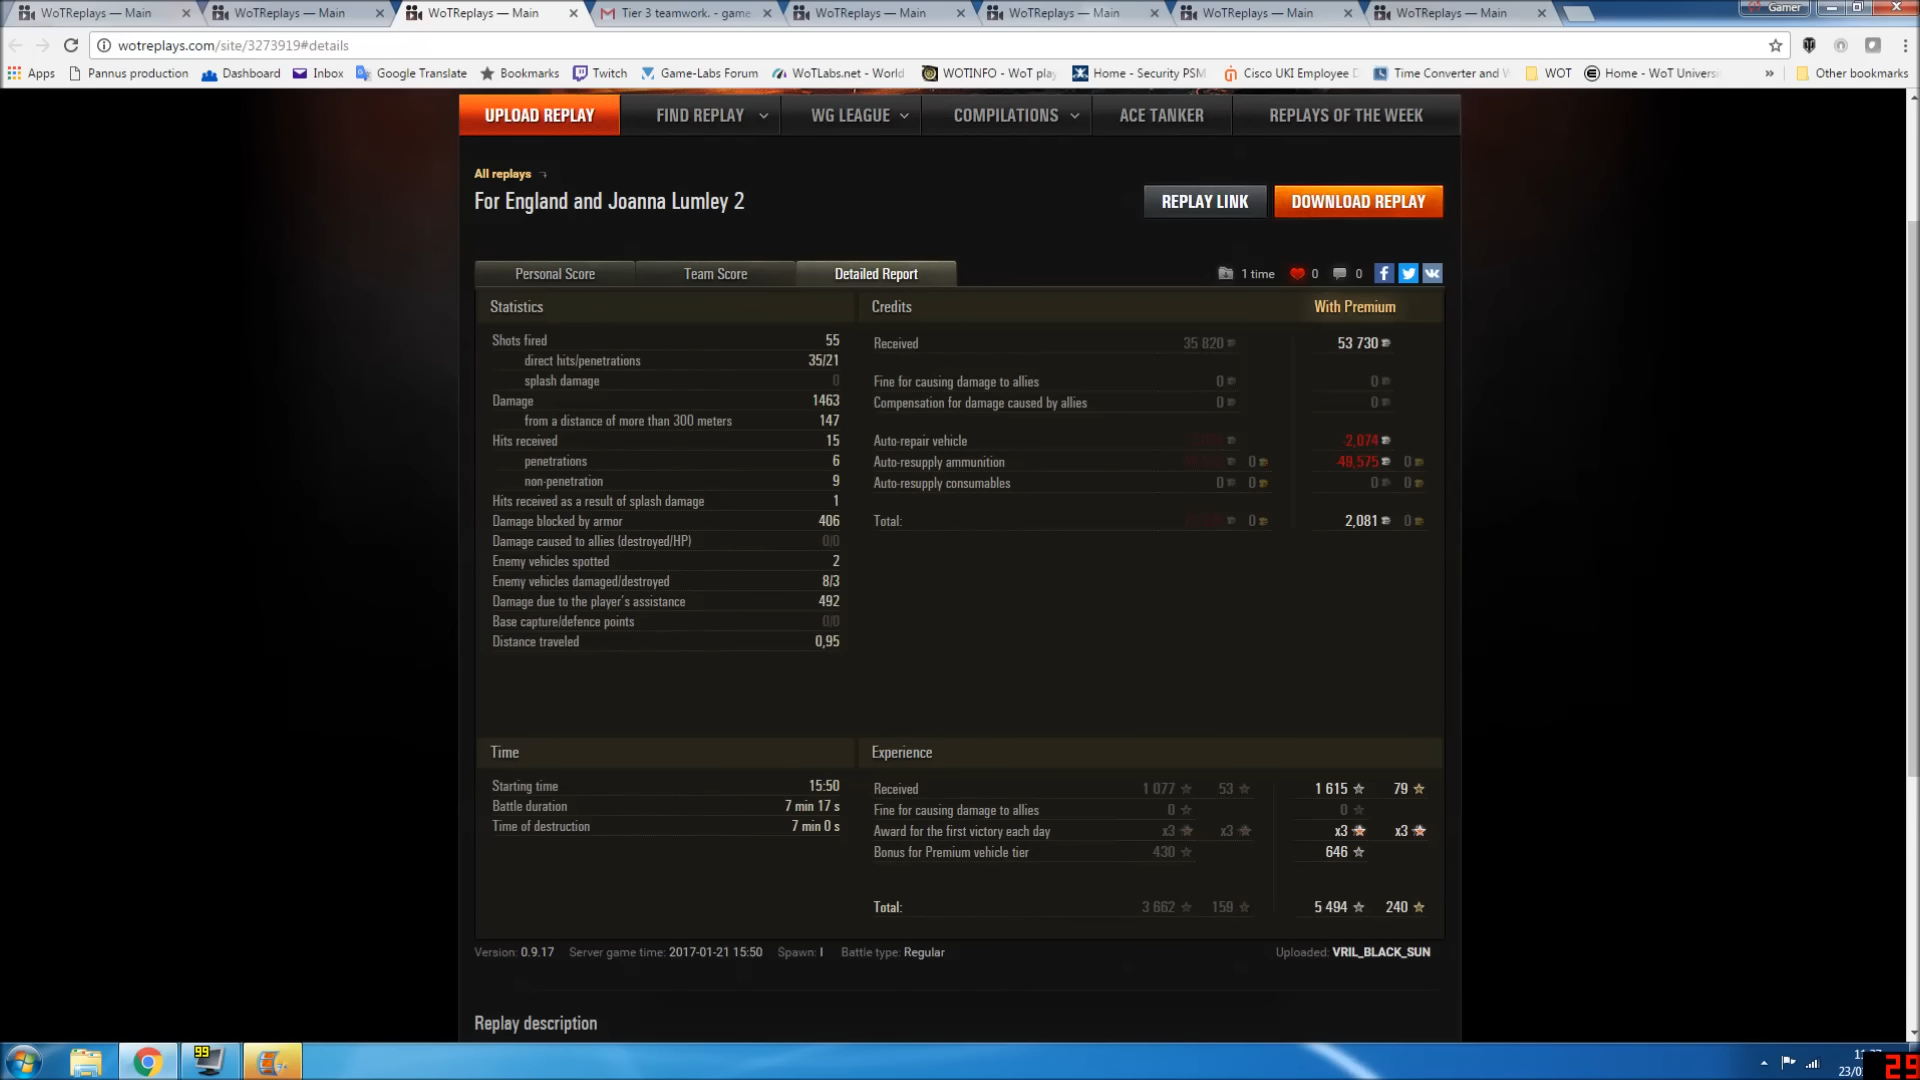 WoTReplays — Main
WoTReplays — Main
WoTReplays — Main
Tier 3 teamwork. - game
WoTReplays — Main
WoTReplays — Main
WoTReplays — Main
WoTReplays — Main
Gamer
wotreplays.com/site/3273919#details
Apps Pannus production Dashboard Inbox Google Translate Bookmarks Twitch Game-Labs Forum WoTLabs.net - World WOTINFO - WoT play Home - Security PSM Cisco UKI Employee D Time Converter and W WOT Home - WoT Universi » Other bookmarks
UPLOAD REPLAY FIND REPLAY WG LEAGUE COMPILATIONS ACE TANKER REPLAYS OF THE WEEK
All replays
For England and Joanna Lumley 2
REPLAY LINK DOWNLOAD REPLAY
Personal Score Team Score Detailed Report 1 time 0 0
Statistics
Shots fired 55
direct hits/penetrations 35/21
splash damage 0
Damage 1463
from a distance of more than 300 meters 147
Hits received 15
penetrations 6
non-penetration 9
Hits received as a result of splash damage 1
Damage blocked by armor 406
Damage caused to allies (destroyed/HP) 0/0
Enemy vehicles spotted 2
Enemy vehicles damaged/destroyed 8/3
Damage due to the player's assistance 492
Base capture/defence points 0/0
Distance traveled 0,95
Credits With Premium
Received 35 820 53 730
Fine for causing damage to allies 0 0
Compensation for damage caused by allies 0 0
Auto-repair vehicle -2,074
Auto-resupply ammunition 0 -49,575 0
Auto-resupply consumables 0 0 0 0
Total: 0 2,081 0
Time
Starting time 15:50
Battle duration 7 min 17 s
Time of destruction 7 min 0 s
Experience
Received 1 077 53 1 615 79
Fine for causing damage to allies 0 0
Award for the first victory each day x3 x3 x3 x3
Bonus for Premium vehicle tier 430 646
Total: 3 662 159 5 494 240
Version: 0.9.17 Server game time: 2017-01-21 15:50 Spawn: I Battle type: Regular Uploaded: VRIL_BLACK_SUN
Replay description
99
23/0
29